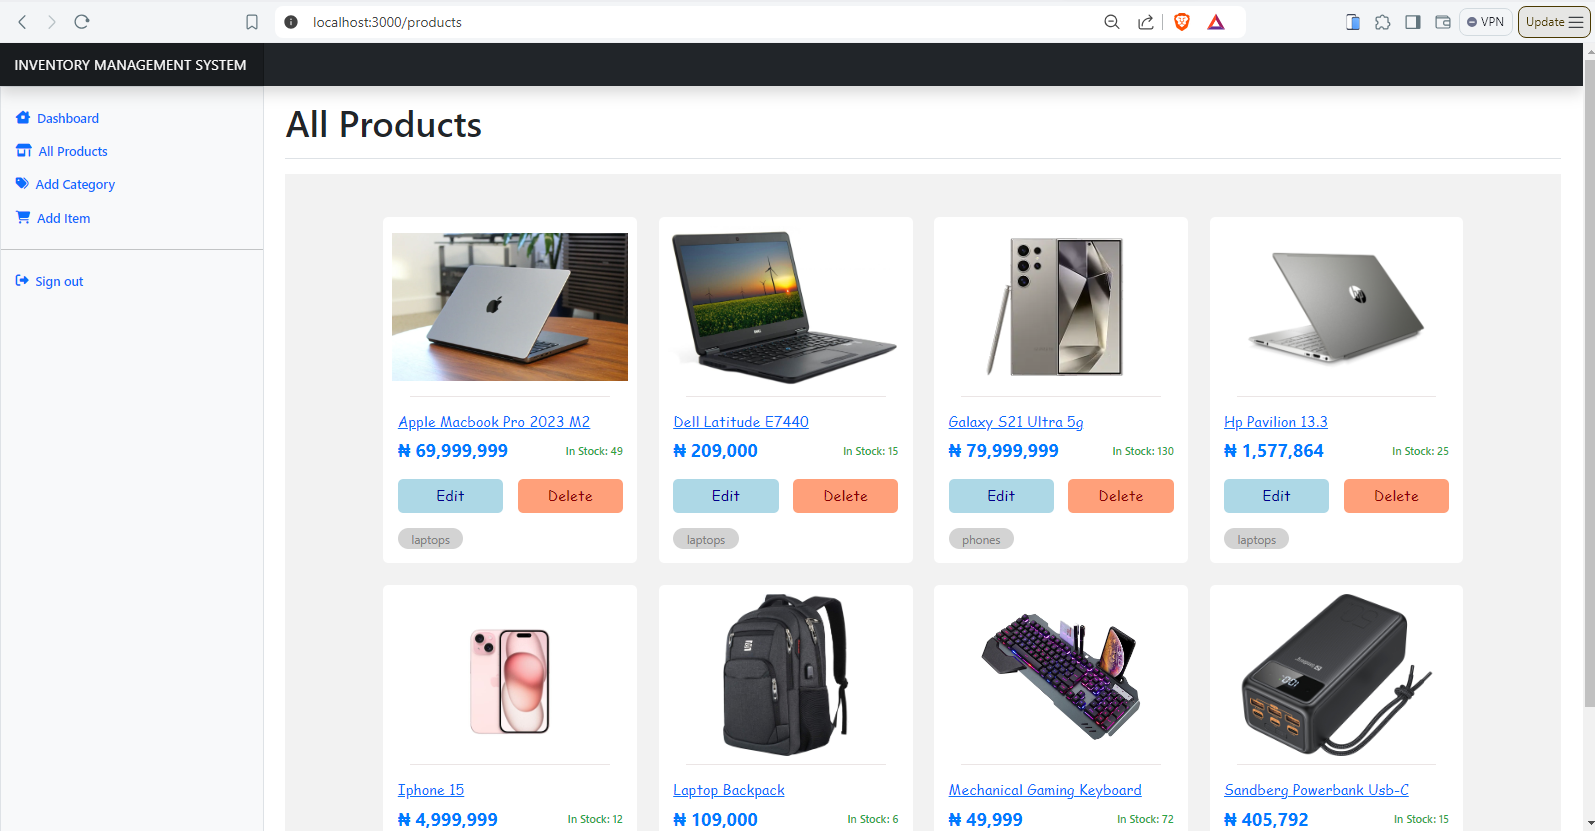 localhost:3000/products
VPN
Update
INVENTORY MANAGEMENT SYSTEM
Dashboard
All Products
Add Category
Add Item
Sign out
All Products
Apple Macbook Pro 2023 M2
₦ 69,999,999 In Stock: 49
Edit Delete
laptops
Dell Latitude E7440
₦ 209,000 In Stock: 15
Edit Delete
laptops
Galaxy S21 Ultra 5g
₦ 79,999,999 In Stock: 130
Edit Delete
phones
Hp Pavilion 13.3
₦ 1,577,864 In Stock: 25
Edit Delete
laptops
Iphone 15
₦ 4,999,999 In Stock: 12
Laptop Backpack
₦ 109,000 In Stock: 6
Mechanical Gaming Keyboard
₦ 49,999 In Stock: 72
Sandberg Powerbank Usb-C
₦ 405,792 In Stock: 15